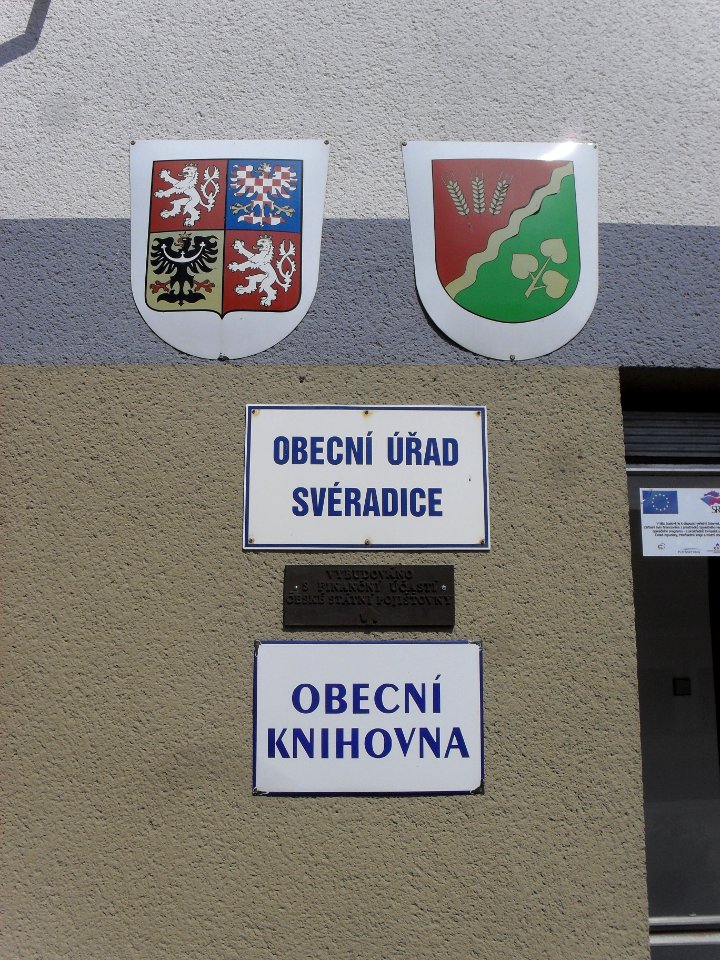 OBECNÍ ÚŘAD
SVÉRADICE
VYBUDOVÁNO
S FINANČNÍ ÚČASTÍ
ČESKÉ STÁTNÍ POJIŠŤOVNY
OBECNÍ
KNIHOVNA